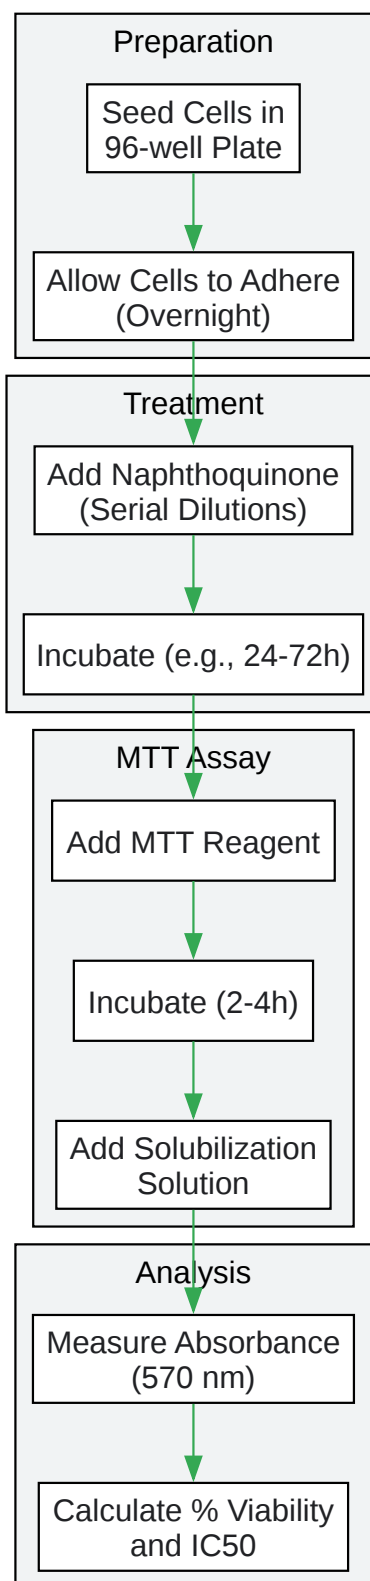 Preparation
Seed Cells in
96-well Plate
Allow Cells to Adhere
(Overnight)
Treatment
Add Naphthoquinone
(Serial Dilutions)
Incubate (e.g., 24-72h)
MTT Assay
Add MTT Reagent
Incubate (2-4h)
Add Solubilization
Solution
Analysis
Measure Absorbance
(570 nm)
Calculate % Viability
and IC50